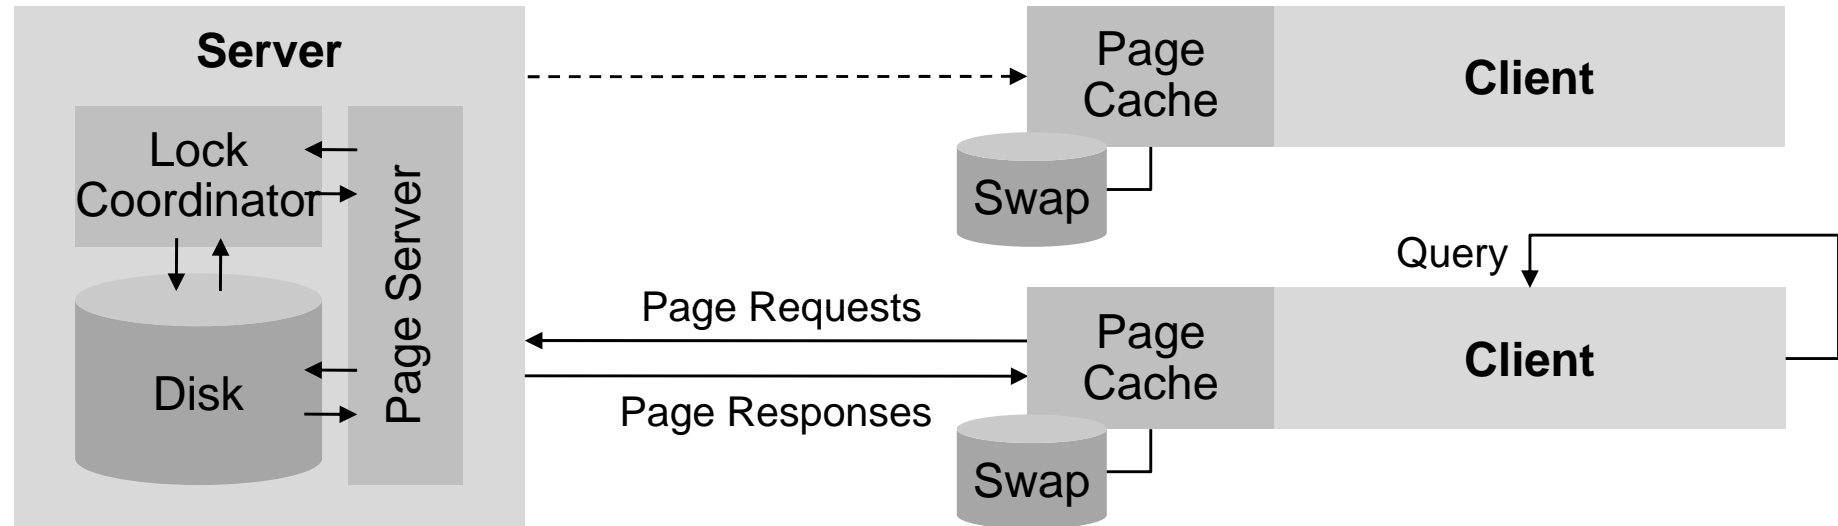 Server
Lock
Coordinator
Page Server
Disk
Page
Cache
Client
Swap
Query
Page Requests
Page Responses
Page
Cache
Client
Swap